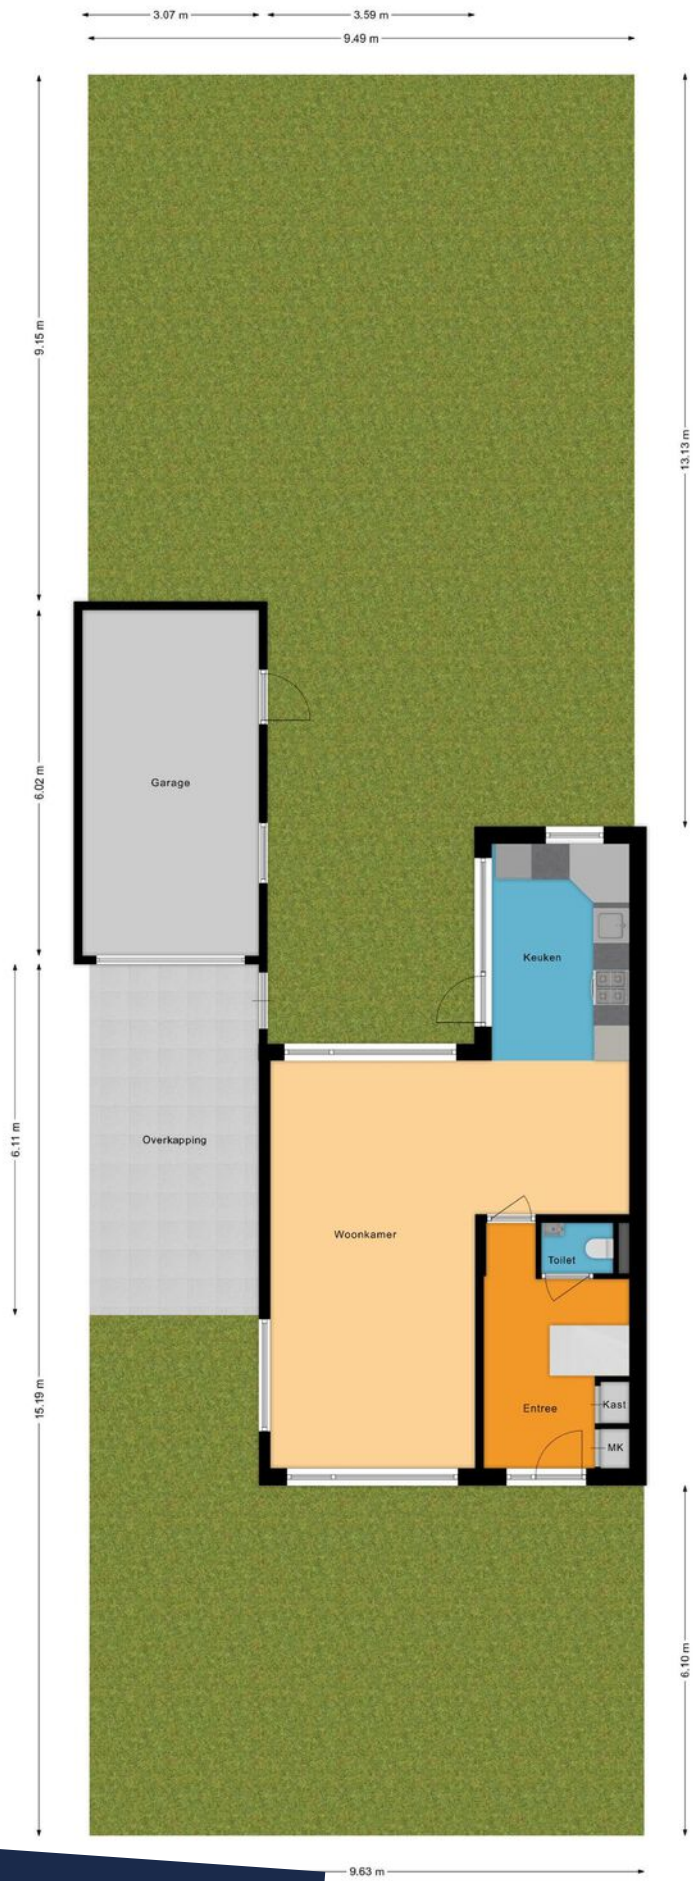 3.07 m
3.59 m
9.49 m
9.15 m
13.13 m
6.02 m
Garage
Keuken
6.11 m
Overkapping
Woonkamer
Toilet
15.19 m
Entree
Kast
MK
6.10 m
9.63 m